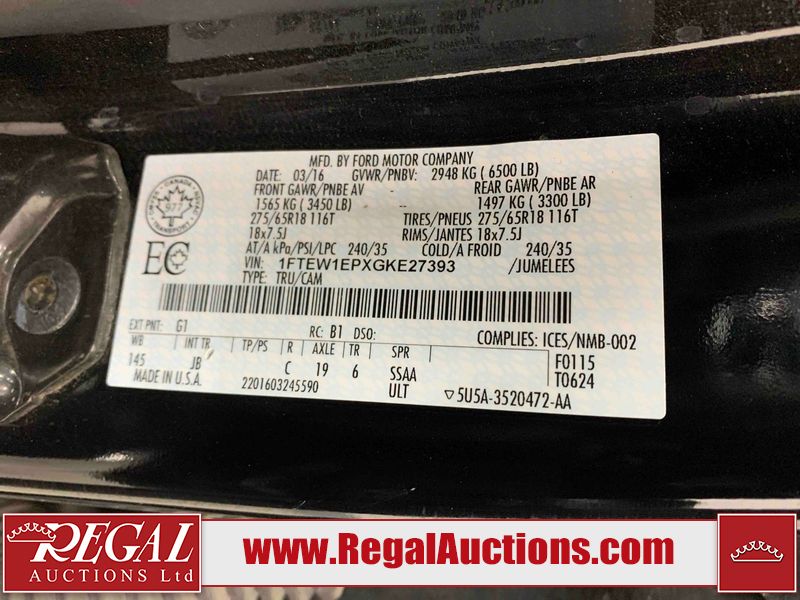 MFD. BY FORD MOTOR COMPANY
DATE: 03/16 GVWR/PNBV: 2948 KG ( 6500 LB)
FRONT GAWR/PNBE AV REAR GAWR/PNBE AR
1565 KG ( 3450 LB) 1497 KG ( 3300 LB)
275/65R18 116T TIRES/PNEUS 275/65R18 116T
18x7.5J RIMS/JANTES 18x7.5J
AT/A kPa/PSI/LPC 240/35 COLD/A FROID 240/35
VIN: 1FTEW1EPXGKE27393 /JUMELEES
TYPE: TRU/CAM
CANADA
TRANSPORT
977
EC
EXT PNT: G1 RC: B1 DSO: COMPLIES: ICES/NMB-002
WB INT TR. TP/PS R AXLE TR SPR F0115
145 JB C 19 6 SSAA T0624
MADE IN U.S.A. 2201603245590 ULT ▽5U5A-3520472-AA
REGAL
AUCTIONS Ltd
www.RegalAuctions.com